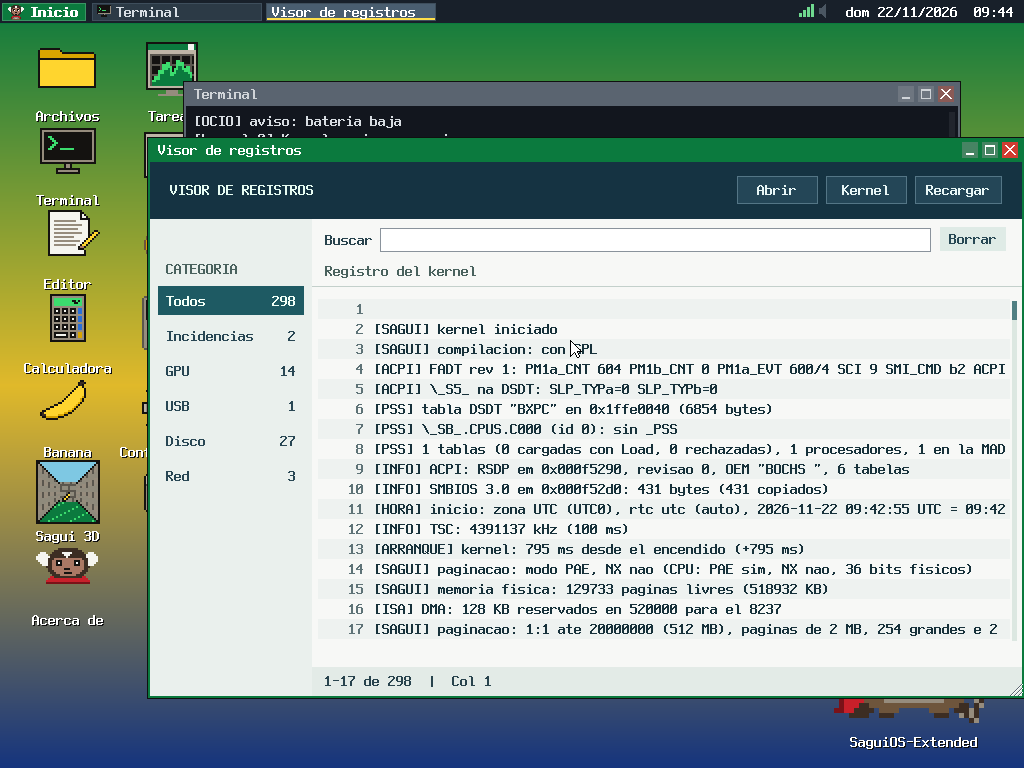 Inicio
Terminal
Visor de registros
dom 22/11/2026 09:44
Archivos
Terminal
Editor
Calculadora
Banana
Sagui 3D
Acerca de
Terminal
[OCIO] aviso: bateria baja
Visor de registros
VISOR DE REGISTROS
Abrir
Kernel
Recargar
Buscar
Borrar
Registro del kernel
CATEGORIA
Todos 298
Incidencias 2
GPU 14
USB 1
Disco 27
Red 3
1
2 [SAGUI] kernel iniciado
3 [SAGUI] compilacion: con GPL
4 [ACPI] FADT rev 1: PM1a_CNT 604 PM1b_CNT 0 PM1a_EVT 600/4 SCI 9 SMI_CMD b2 ACPI
5 [ACPI] \_S5_ na DSDT: SLP_TYPa=0 SLP_TYPb=0
6 [PSS] tabla DSDT "BXPC" en 0x1ffe0040 (6854 bytes)
7 [PSS] \_SB_.CPUS.C000 (id 0): sin _PSS
8 [PSS] 1 tablas (0 cargadas con Load, 0 rechazadas), 1 procesadores, 1 en la MAD
9 [INFO] ACPI: RSDP em 0x000f5290, revisao 0, OEM "BOCHS ", 6 tabelas
10 [INFO] SMBIOS 3.0 em 0x000f52d0: 431 bytes (431 copiados)
11 [HORA] inicio: zona UTC (UTC0), rtc utc (auto), 2026-11-22 09:42:55 UTC = 09:42
12 [INFO] TSC: 4391137 kHz (100 ms)
13 [ARRANQUE] kernel: 795 ms desde el encendido (+795 ms)
14 [SAGUI] paginacao: modo PAE, NX nao (CPU: PAE sim, NX nao, 36 bits fisicos)
15 [SAGUI] memoria fisica: 129733 paginas livres (518932 KB)
16 [ISA] DMA: 128 KB reservados en 520000 para el 8237
17 [SAGUI] paginacao: 1:1 ate 20000000 (512 MB), paginas de 2 MB, 254 grandes e 2
1-17 de 298 | Col 1
SaguiOS-Extended